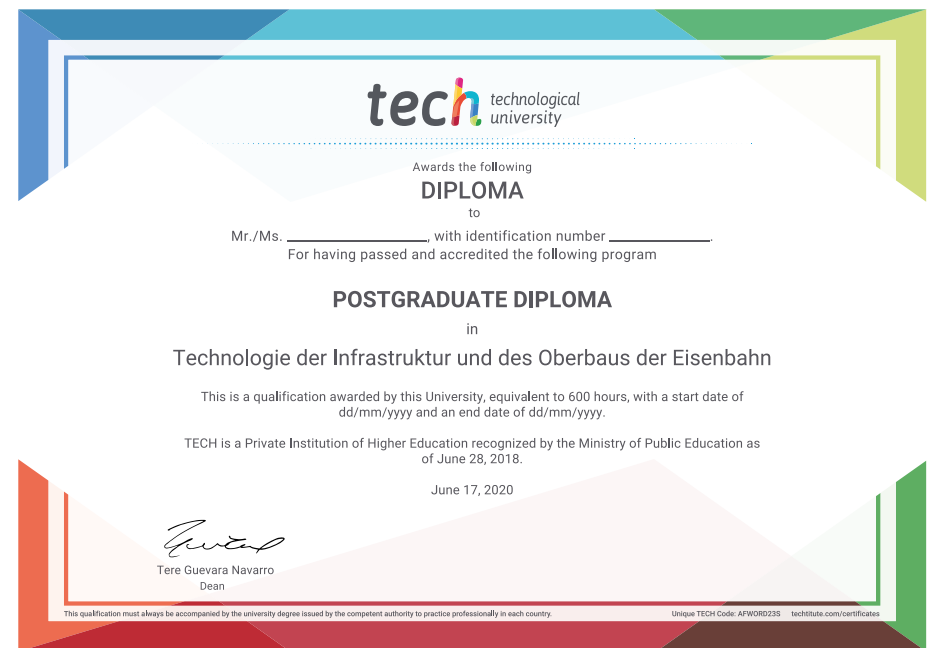 tech technological
university
Awards the following
DIPLOMA
to
Mr./Ms. ____________, with identification number ____________.
For having passed and accredited the following program
POSTGRADUATE DIPLOMA
in
Technologie der Infrastruktur und des Oberbaus der Eisenbahn
This is a qualification awarded by this University, equivalent to 600 hours, with a start date of
dd/mm/yyyy and an end date of dd/mm/yyyy.
TECH is a Private Institution of Higher Education recognized by the Ministry of Public Education as
of June 28, 2018.
June 17, 2020
Tere Guevara Navarro
Dean
This qualification must always be accompanied by the university degree issued by the competent authority to practice professionally in each country.
Unique TECH Code: AFWORD23S techtitute.com/certificates